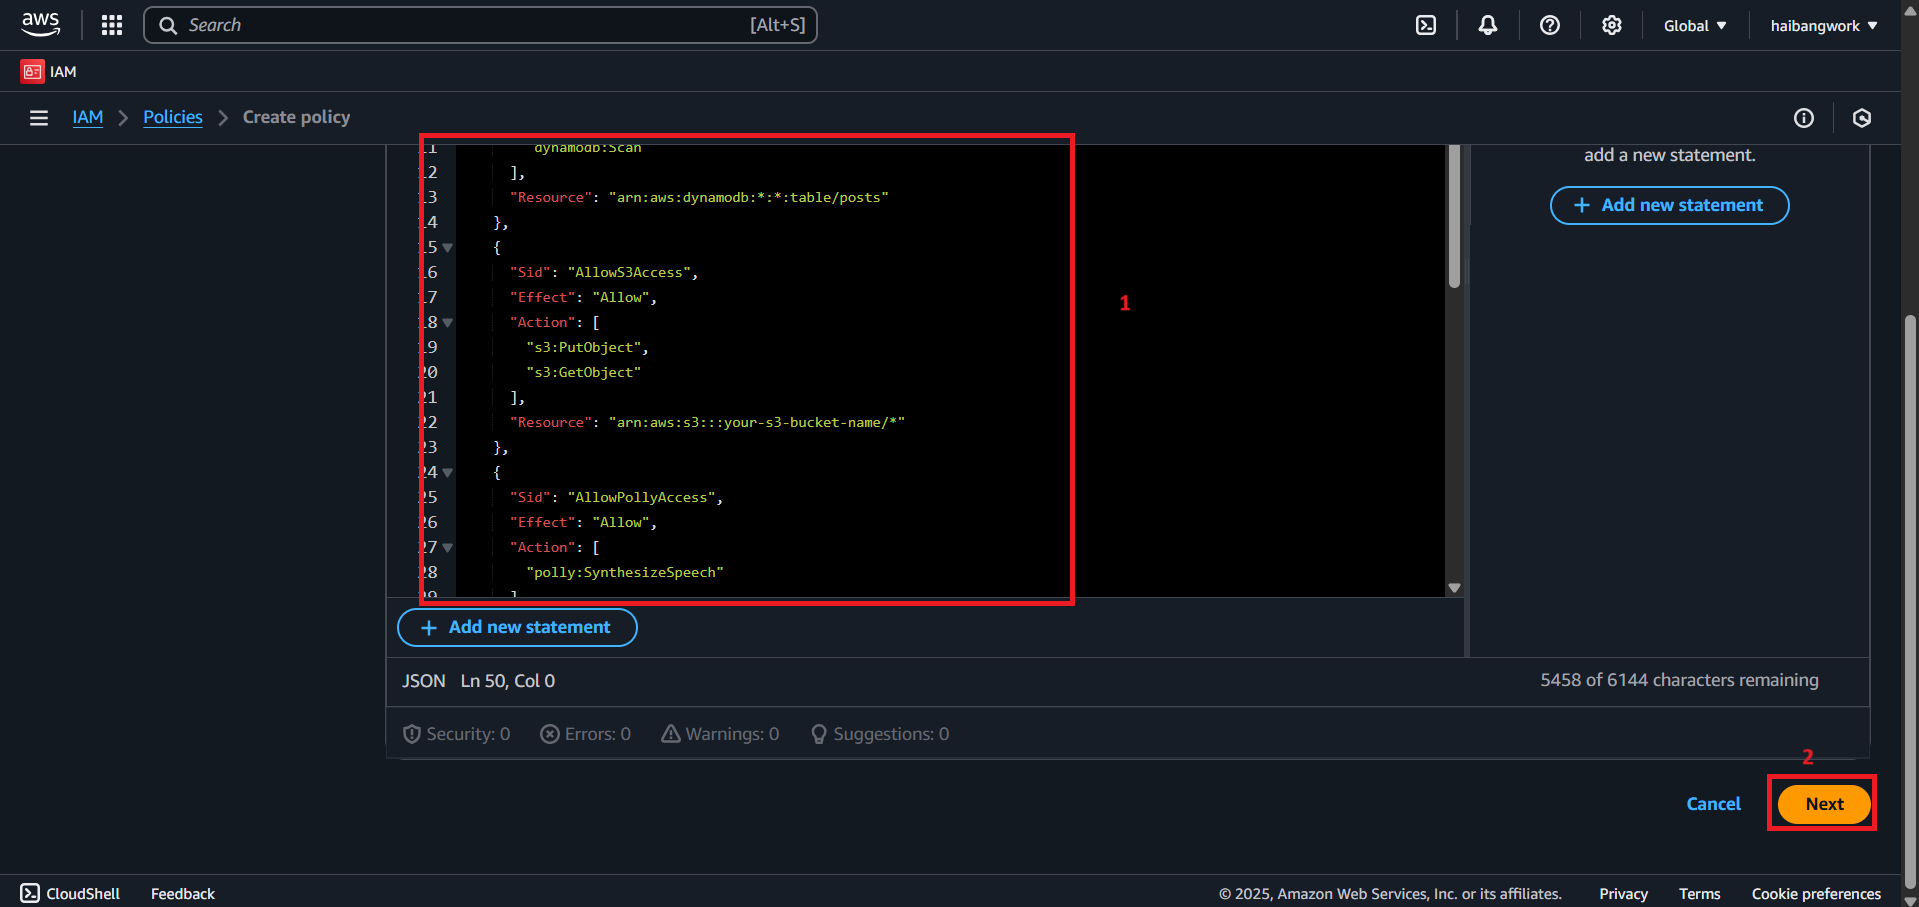 aws
Search [Alt+S]
Global
haibangwork
IAM
IAM > Policies > Create policy
11 dynamodb:Scan
12 ],
13 "Resource": "arn:aws:dynamodb:*:*:table/posts"
14 },
15 {
16 "Sid": "AllowS3Access",
17 "Effect": "Allow",
18 "Action": [
19 "s3:PutObject",
20 "s3:GetObject"
21 ],
22 "Resource": "arn:aws:s3:::your-s3-bucket-name/*"
23 },
24 {
25 "Sid": "AllowPollyAccess",
26 "Effect": "Allow",
27 "Action": [
28 "polly:SynthesizeSpeech"
29 ]
1
add a new statement.
+ Add new statement
+ Add new statement
JSON Ln 50, Col 0
5458 of 6144 characters remaining
Security: 0 Errors: 0 Warnings: 0 Suggestions: 0
2
Cancel
Next
CloudShell Feedback
© 2025, Amazon Web Services, Inc. or its affiliates. Privacy Terms Cookie preferences